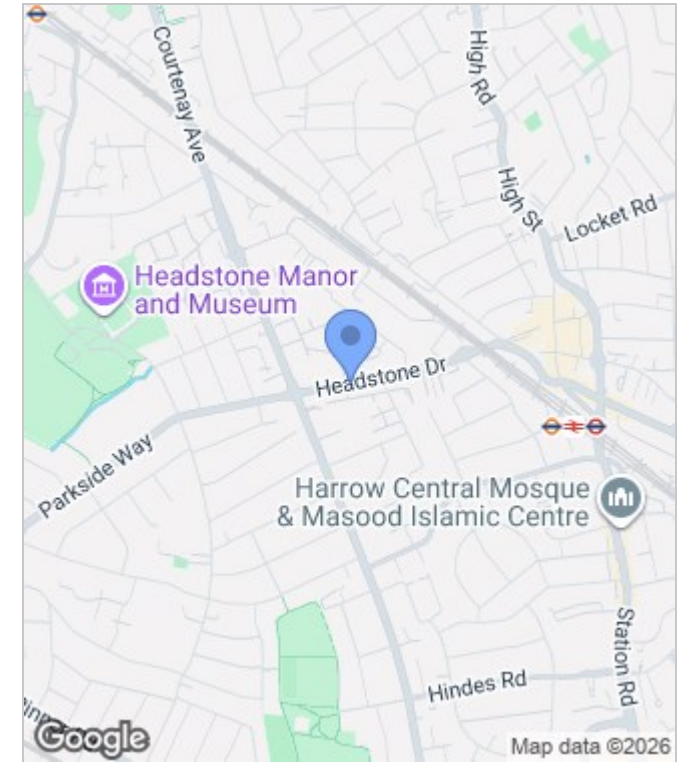 Courtenay Ave
High Rd
High St
Locket Rd
Headstone Manor
and Museum
Headstone Dr
Parkside Way
Harrow Central Mosque
& Masood Islamic Centre
Station Rd
Hindes Rd
Google
Map data ©2026